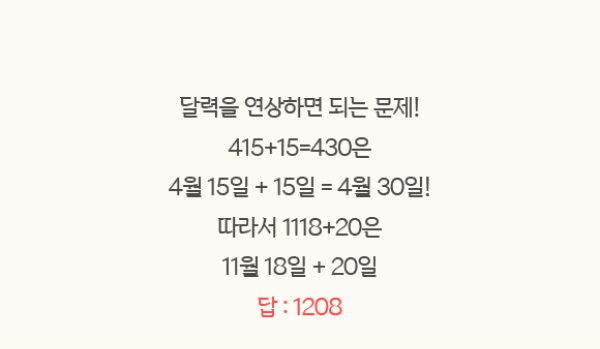 달력을 연상하면 되는 문제!
415+15=430은
4월 15일 + 15일 = 4월 30일!
따라서 1118+20은
11월 18일 + 20일
답 : 1208